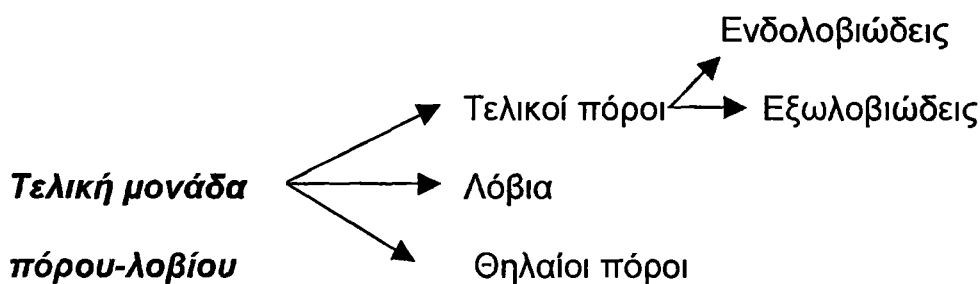 Ενδολοβιώδεις
Τελικοί πόροι
Εξωλοβιώδεις
Τελική μονάδα
Λόβια
πόρου-λοβίου
Θηλαίοι πόροι